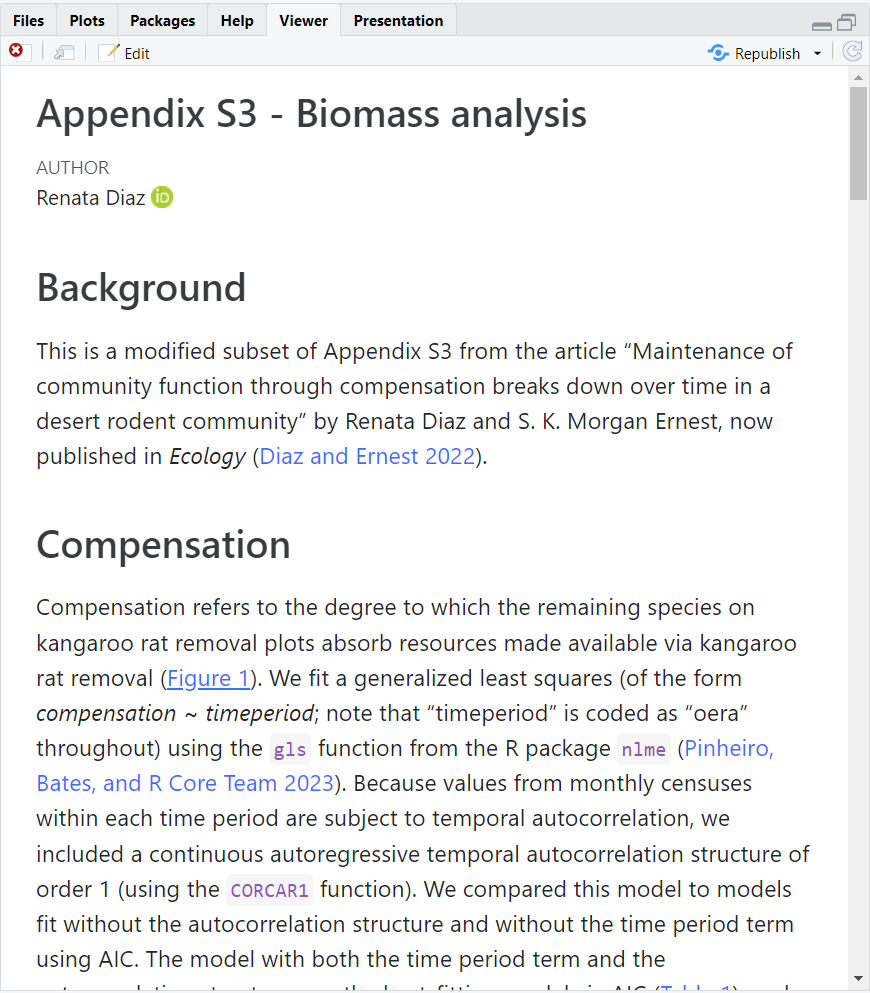 Files Plots Packages Help Viewer Presentation
Edit Republish
Appendix S3 - Biomass analysis
AUTHOR
Renata Diaz iD
Background
This is a modified subset of Appendix S3 from the article “Maintenance of
community function through compensation breaks down over time in a
desert rodent community” by Renata Diaz and S. K. Morgan Ernest, now
published in Ecology (Diaz and Ernest 2022).
Compensation
Compensation refers to the degree to which the remaining species on
kangaroo rat removal plots absorb resources made available via kangaroo
rat removal (Figure 1). We fit a generalized least squares (of the form
compensation ~ timeperiod; note that “timeperiod” is coded as “oera”
throughout) using the gls function from the R package nlme (Pinheiro,
Bates, and R Core Team 2023). Because values from monthly censuses
within each time period are subject to temporal autocorrelation, we
included a continuous autoregressive temporal autocorrelation structure of
order 1 (using the CORCAR1 function). We compared this model to models
fit without the autocorrelation structure and without the time period term
using AIC. The model with both the time period term and the